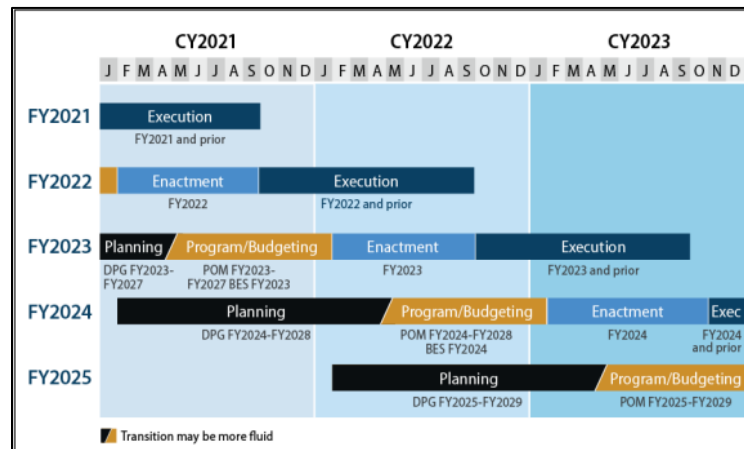 CY2021 CY2022 CY2023
J F M A M J J A S O N D J F M A M J J A S O N D J F M A M J J A S O N D
FY2021 Execution
FY2021 and prior
FY2022 Enactment Execution
FY2022 FY2022 and prior
FY2023 Planning Program/Budgeting Enactment Execution
DPG FY2023- POM FY2023- FY2023 FY2023 and prior
FY2027 FY2027 BES FY2023
FY2024 Planning Program/Budgeting Enactment Exec
DPG FY2024-FY2028 POM FY2024-FY2028 FY2024 FY2024
BES FY2024 and prior
FY2025 Planning Program/Budgeting
DPG FY2025-FY2029 POM FY2025-FY2029
Transition may be more fluid